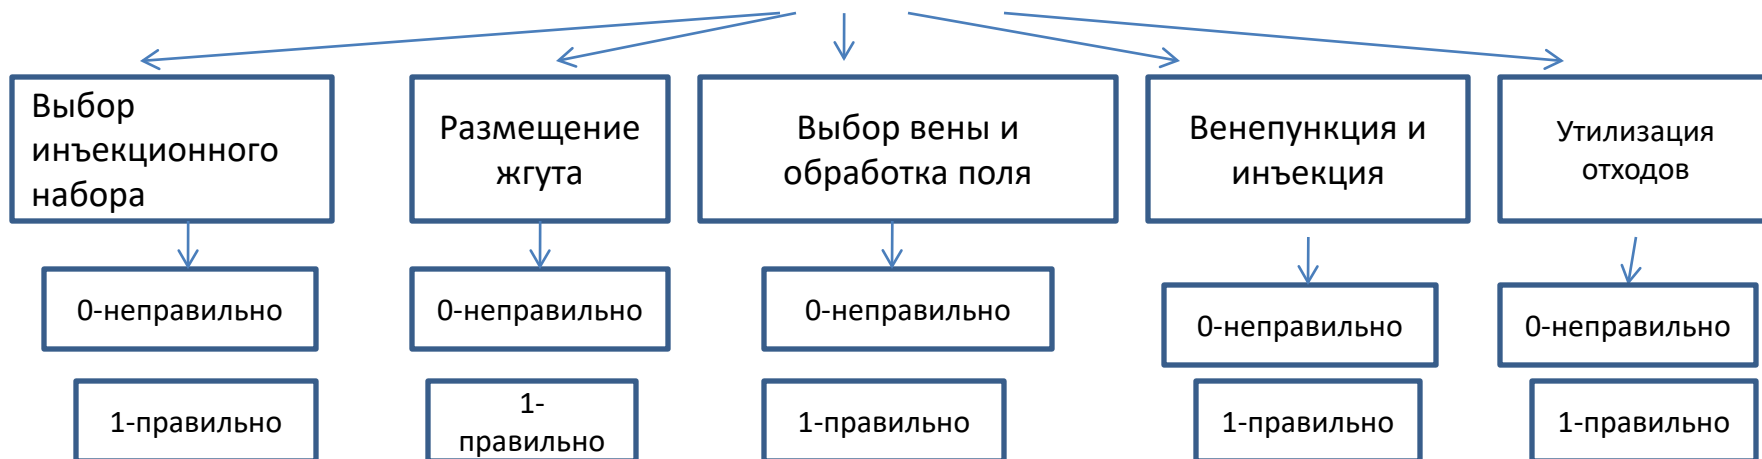 Выбор
инъекционного
набора
Размещение
жгута
Выбор вены и
обработка поля
Венепункция и
инъекция
Утилизация
отходов
0-неправильно
0-неправильно
0-неправильно
0-неправильно
0-неправильно
1-правильно
1-
правильно
1-правильно
1-правильно
1-правильно